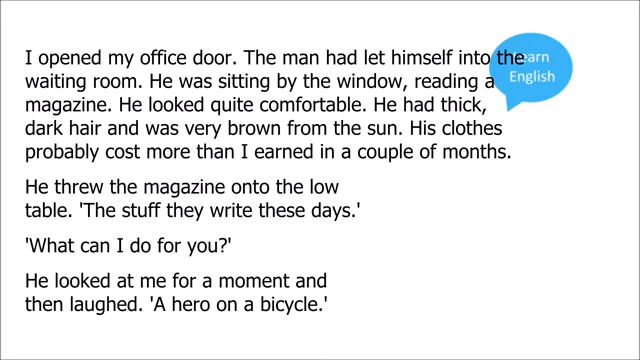 I opened my office door. The man had let himself into the
waiting room. He was sitting by the window, reading a
magazine. He looked quite comfortable. He had thick,
dark hair and was very brown from the sun. His clothes
probably cost more than I earned in a couple of months.
He threw the magazine onto the low
table. 'The stuff they write these days.'
'What can I do for you?'
He looked at me for a moment and
then laughed. 'A hero on a bicycle.'
Learn
English